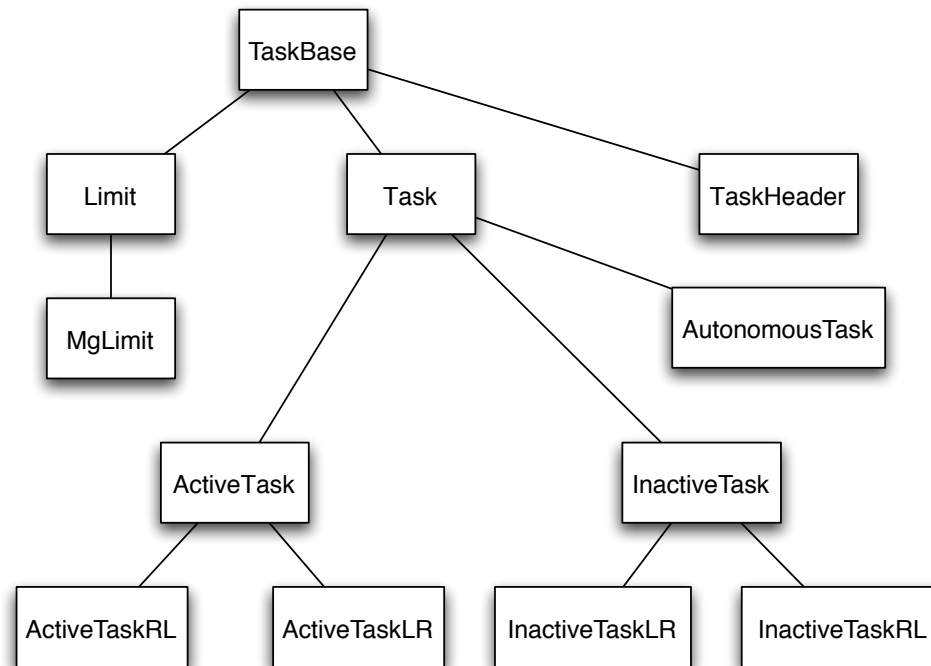 TaskBase
Limit
Task
TaskHeader
MgLimit
AutonomousTask
ActiveTask
InactiveTask
ActiveTaskRL
ActiveTaskLR
InactiveTaskLR
InactiveTaskRL